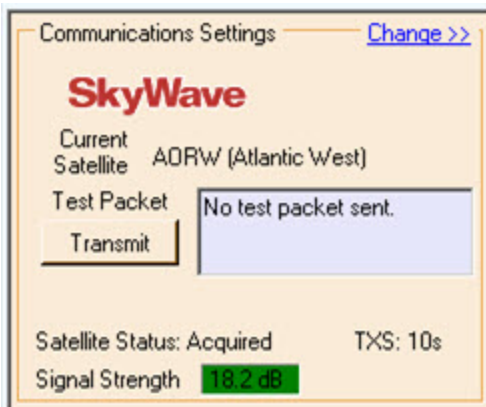 Communications Settings Change >>
SkyWave
Current
Satellite AORW (Atlantic West)
Test Packet
No test packet sent.
Transmit
Satellite Status: Acquired TXS: 10s
Signal Strength 18.2 dB